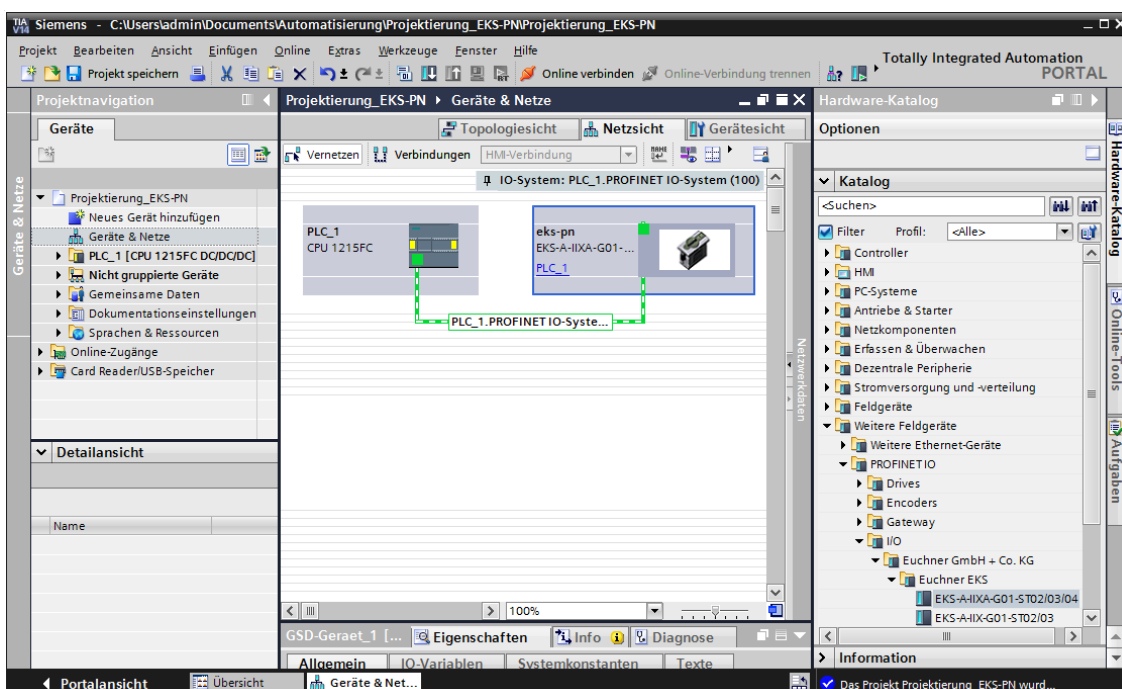 TIA V14 Siemens - C:\Users\admin\Documents\Automatisierung\Projektierung_EKS-PN\Projektierung_EKS-PN
Projekt Bearbeiten Ansicht Einfügen Online Extras Werkzeuge Fenster Hilfe
Totally Integrated Automation
PORTAL
Projekt speichern Online verbinden Online-Verbindung trennen
Projektnavigation
Geräte
Geräte & Netze
Projektierung_EKS-PN
Neues Gerät hinzufügen
Geräte & Netze
PLC_1 [CPU 1215FC DC/DC/DC]
Nicht gruppierte Geräte
Gemeinsame Daten
Dokumentationseinstellungen
Sprachen & Ressourcen
Online-Zugänge
Card Reader/USB-Speicher
Detailansicht
Name
Projektierung_EKS-PN Geräte & Netze
Topologiesicht Netzsicht Gerätesicht
Vernetzen Verbindungen HMI-Verbindung
IO-System: PLC_1.PROFINET IO-System (100)
PLC_1
CPU 1215FC
eks-pn
EKS-A-IIXA-G01-...
PLC_1
PLC_1.PROFINET IO-Syste...
Netzwerkdaten
100%
GSD-Geraet_1 [... Eigenschaften Info Diagnose
Allgemein IO-Variablen Systemkonstanten Texte
Hardware-Katalog
Optionen
Katalog
<Suchen>
Filter Profil: <Alle>
Controller
HMI
PC-Systeme
Antriebe & Starter
Netzkomponenten
Erfassen & Überwachen
Dezentrale Peripherie
Stromversorgung und -verteilung
Feldgeräte
Weitere Feldgeräte
Weitere Ethernet-Geräte
PROFINET IO
Drives
Encoders
Gateway
I/O
Euchner GmbH + Co. KG
Euchner EKS
EKS-A-IIXA-G01-ST02/03/04
EKS-A-IIX-G01-ST02/03
Information
Hardware-Katalog
Online-Tools
Aufgaben
Portalansicht Übersicht Geräte & Net... Das Projekt Projektierung_EKS-PN wurd...